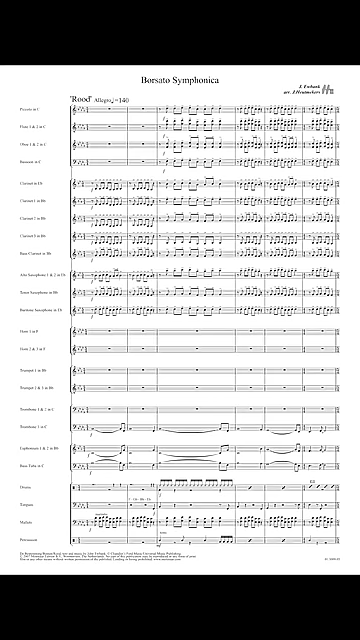 Borsato Symphonica
J. Ewbank
arr. J.Heutmekers
'Rood' Allegro ♩=140
Piccolo in C
Flute 1 & 2 in C
Oboe 1 & 2 in C
Bassoon in C
Clarinet in Eb
Clarinet 1 in Bb
Clarinet 2 in Bb
Clarinet 3 in Bb
Bass Clarinet in Bb
Alto Saxophone 1 & 2 in Eb
Tenor Saxophone in Bb
Baritone Saxophone in Eb
Horn 1 in F
Horn 2 & 3 in F
Trumpet 1 in Bb
Trumpet 2 & 3 in Bb
Trombone 1 & 2 in C
Trombone 3 in C
Euphonium 1 & 2 in Bb
Bass Tuba in C
Drums
Timpani
Mallets
Percussion